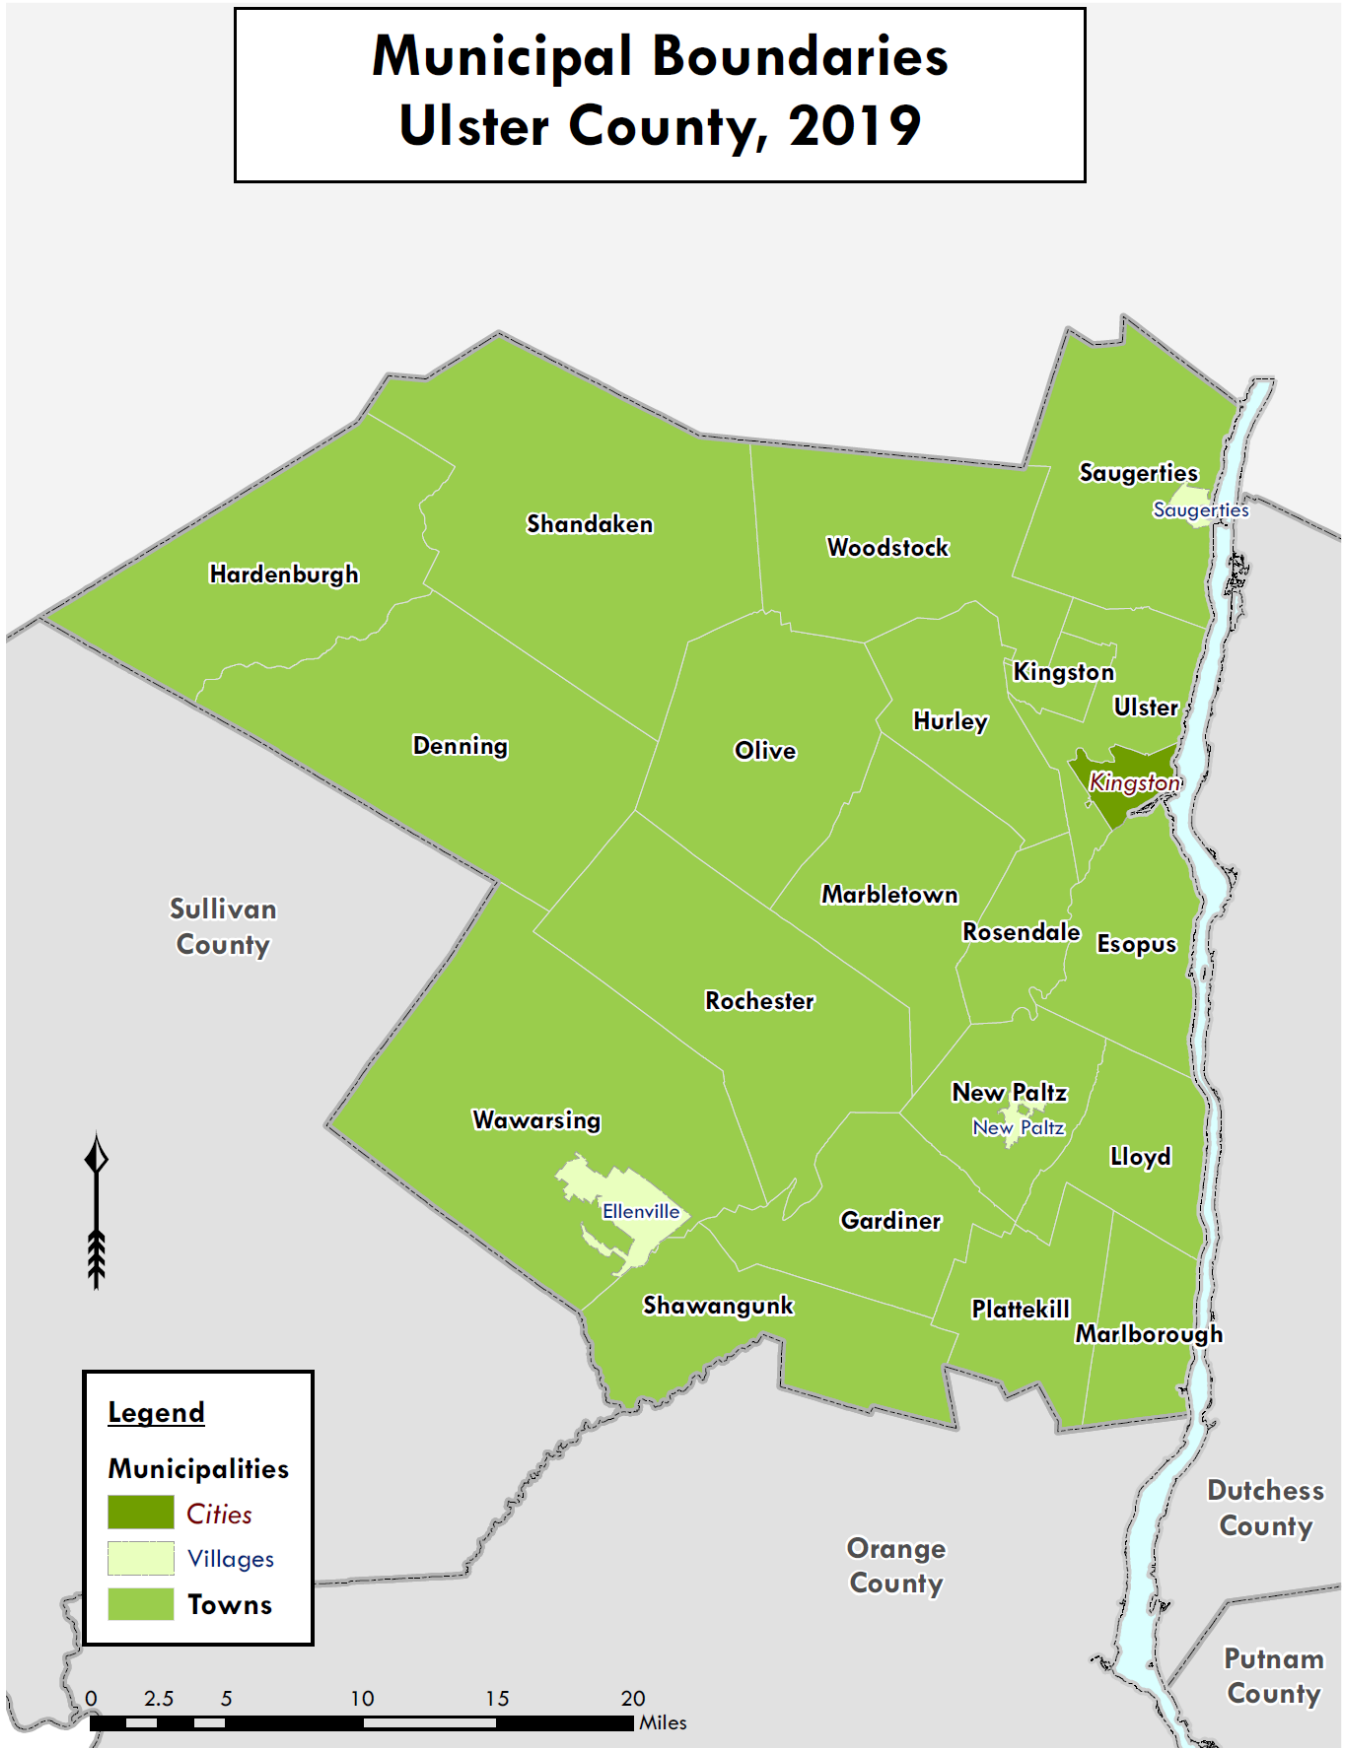 Municipal Boundaries
Ulster County, 2019
Saugerties
Saugerties
Shandaken
Woodstock
Hardenburgh
Kingston
Ulster
Hurley
Denning
Olive
Kingston
Marbletown
Sullivan
County
Rosendale
Esopus
Rochester
New Paltz
New Paltz
Wawarsing
Lloyd
Ellenville
Gardiner
Shawangunk
Plattekill
Marlborough
Legend
Municipalities
Cities
Villages
Towns
Dutchess
County
Orange
County
Putnam
County
0 2.5 5 10 15 20
Miles